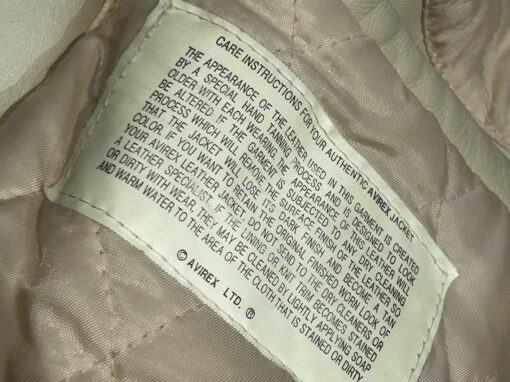 CARE INSTRUCTIONS FOR YOUR AUTHENTIC AVIREX JACKET
THE APPEARANCE OF THE LEATHER USED IN THIS GARMENT IS CREATED
BY A SPECIAL HAND TANNING PROCESS AND IS DESIGNED TO LOOK
OLDER WITH EACH WEARING. THE APPEARANCE OF THE LEATHER WILL
BE ALTERED IF THE GARMENT IS SUBJECTED TO ANY DRY CLEANING
PROCESS WHICH WILL REMOVE THE SURFACE FINISH OF THE LEATHER SO
THAT THE JACKET WILL LOSE ITS DARK FINISH AND BECOME A TAN
COLOR. IF YOU WANT TO RETAIN THE ORIGINAL FINISHED WORN LOOK OF
YOUR AVIREX LEATHER JACKET, DO NOT SEND TO THE DRY CLEANERS OR
A LEATHER SPECIALIST. IF THE LINING OR KNIT TRIM BECOMES STAINED
OR DIRTY WITH WEAR, THEY MAY BE CLEANED BY LIGHTLY APPLYING SOAP
AND WARM WATER TO THE AREA OF THE CLOTH THAT IS STAINED OR DIRTY
© AVIREX LTD. ®